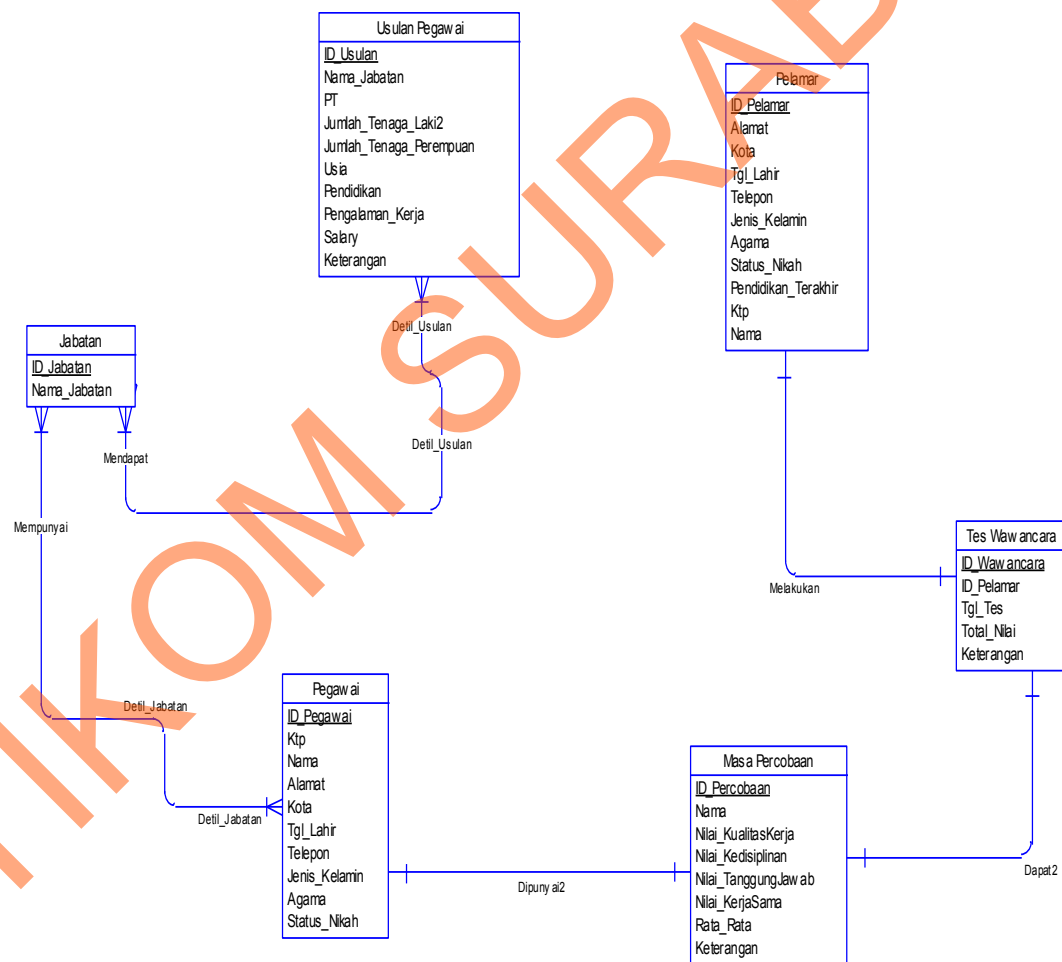 Usulan Pegawai
ID_Usulan
Nama_Jabatan
PT
Jumlah_Tenaga_Laki2
Jumlah_Tenaga_Perempuan
Usia
Pendidikan
Pengalaman_Kerja
Salary
Keterangan
Pelamar
ID_Pelamar
Alamat
Kota
Tgl_Lahir
Telepon
Jenis_Kelamin
Agama
Status_Nikah
Pendidikan_Terakhir
Ktp
Nama
Detil_Usulan
Jabatan
ID_Jabatan
Nama_Jabatan
Detil_Usulan
Mendapat
Mempunyai
Melakukan
Tes Wawancara
ID_Wawancara
ID_Pelamar
Tgl_Tes
Total_Nilai
Keterangan
Detil_Jabatan
Detil_Jabatan
Pegawai
ID_Pegawai
Ktp
Nama
Alamat
Kota
Tgl_Lahir
Telepon
Jenis_Kelamin
Agama
Status_Nikah
Dipunyai2
Masa Percobaan
ID_Percobaan
Nama
Nilai_KualitasKerja
Nilai_Kedisiplinan
Nilai_TanggungJawab
Nilai_KerjaSama
Rata_Rata
Keterangan
Dapat2
IKOM SURAB